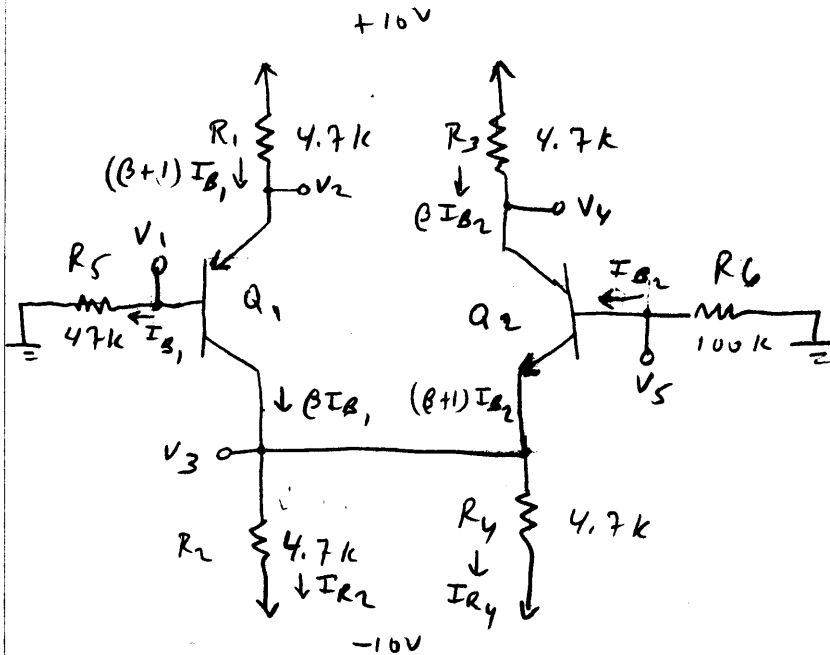 +10V
R1 4.7k
(β+1) IB1 ↓
V2
R3 4.7k
↓
βIB2
V4
V1
R5
47k
IB1
Q1
Q2
IB2
R6
100k
V5
↓ βIB1
(β+1) IB2
V3
R2 4.7k
↓ IR2
R4 4.7k
↓
IR4
-10V